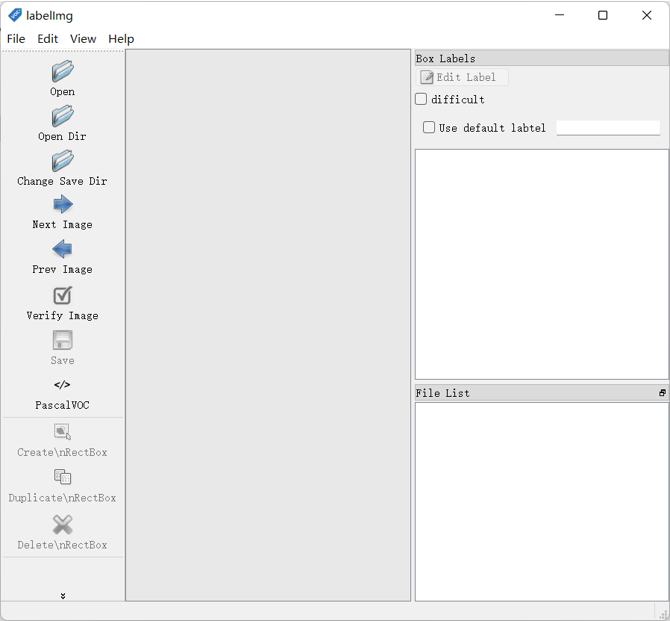 labelImg
File Edit View Help
Open
Open Dir
Change Save Dir
Next Image
Prev Image
Verify Image
Save
</>
PascalVOC
Create\nRectBox
Duplicate\nRectBox
Delete\nRectBox
Box Labels
Edit Label
difficult
Use default labtel
File List